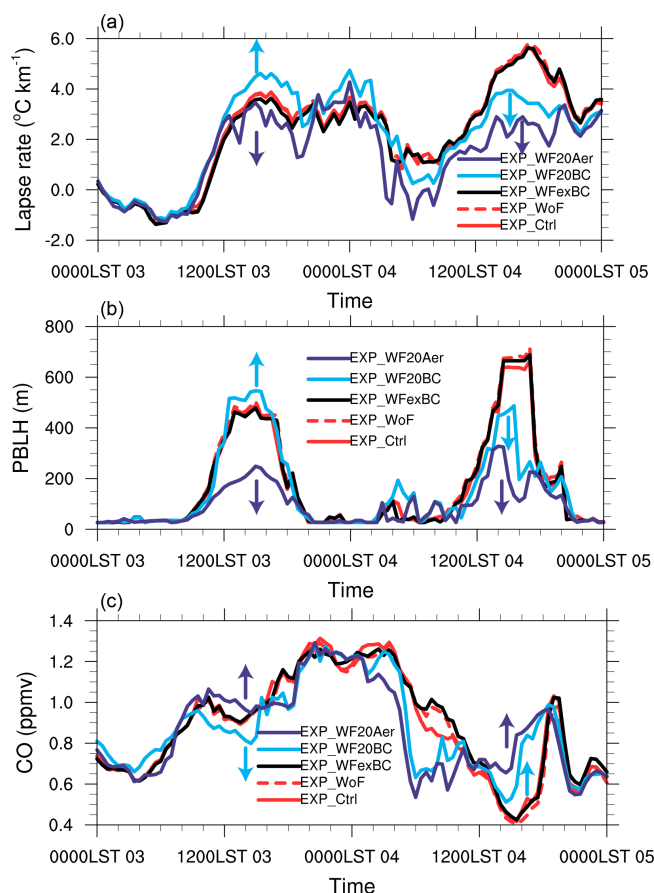 (a)
6.0
4.0
2.0
0.0
-2.0
Lapse rate (°C km⁻¹)
EXP_WF20Aer
EXP_WF20BC
EXP_WFexBC
EXP_WoF
EXP_Ctrl
0000LST 03 1200LST 03 0000LST 04 1200LST 04 0000LST 05
Time
(b)
800
600
400
200
0
PBLH (m)
EXP_WF20Aer
EXP_WF20BC
EXP_WFexBC
EXP_WoF
EXP_Ctrl
0000LST 03 1200LST 03 0000LST 04 1200LST 04 0000LST 05
Time
(c)
1.4
1.2
1.0
0.8
0.6
0.4
CO (ppmv)
EXP_WF20Aer
EXP_WF20BC
EXP_WFexBC
EXP_WoF
EXP_Ctrl
0000LST 03 1200LST 03 0000LST 04 1200LST 04 0000LST 05
Time